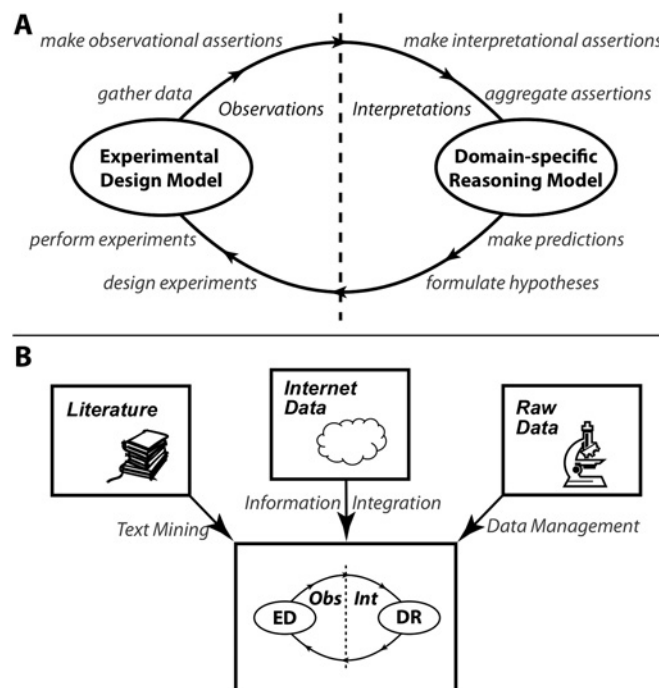 A
make observational assertions
make interpretational assertions
gather data
aggregate assertions
Observations
Interpretations
Experimental
Design Model
Domain-specific
Reasoning Model
perform experiments
make predictions
design experiments
formulate hypotheses
B
Literature
Internet
Data
Raw
Data
Information
Integration
Text Mining
Data Management
Obs
Int
ED
DR